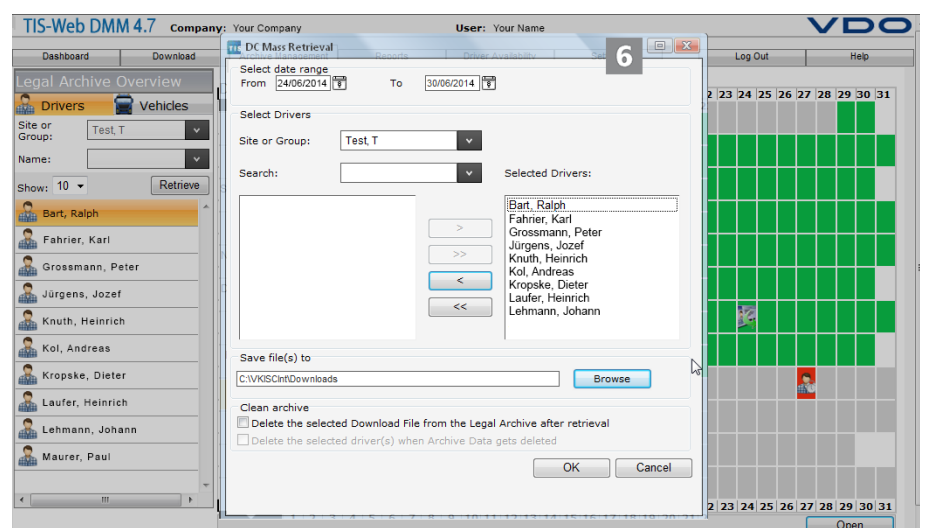 TIS-Web DMM 4.7 Company: Your Company User: Your Name VDO
Dashboard Download Archive Management Reports Driver Availability Log Out Help
Legal Archive Overview
Drivers Vehicles
Site or Group: Test, T
Name:
Show: 10 Retrieve
Bart, Ralph
Fahrier, Karl
Grossmann, Peter
Jürgens, Jozef
Knuth, Heinrich
Kol, Andreas
Kropske, Dieter
Laufer, Heinrich
Lehmann, Johann
Maurer, Paul
DC Mass Retrieval
6
Select date range
From 24/06/2014 To 30/06/2014
Select Drivers
Site or Group: Test, T
Search: Selected Drivers:
>
>>
<
<<
Bart, Ralph
Fahrier, Karl
Grossmann, Peter
Jürgens, Jozef
Knuth, Heinrich
Kol, Andreas
Kropske, Dieter
Laufer, Heinrich
Lehmann, Johann
Save file(s) to
C:\VKISCint\Downloads Browse
Clean archive
Delete the selected Download File from the Legal Archive after retrieval
Delete the selected driver(s) when Archive Data gets deleted
OK Cancel
2 23 24 25 26 27 28 29 30 31
2 23 24 25 26 27 28 29 30 31
Open